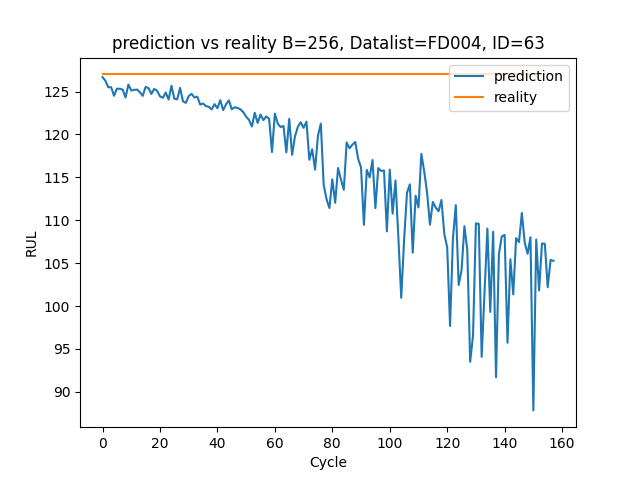 prediction vs reality B=256, Datalist=FD004, ID=63
prediction
reality
RUL
125
120
115
110
105
100
95
90
0 20 40 60 80 100 120 140 160
Cycle